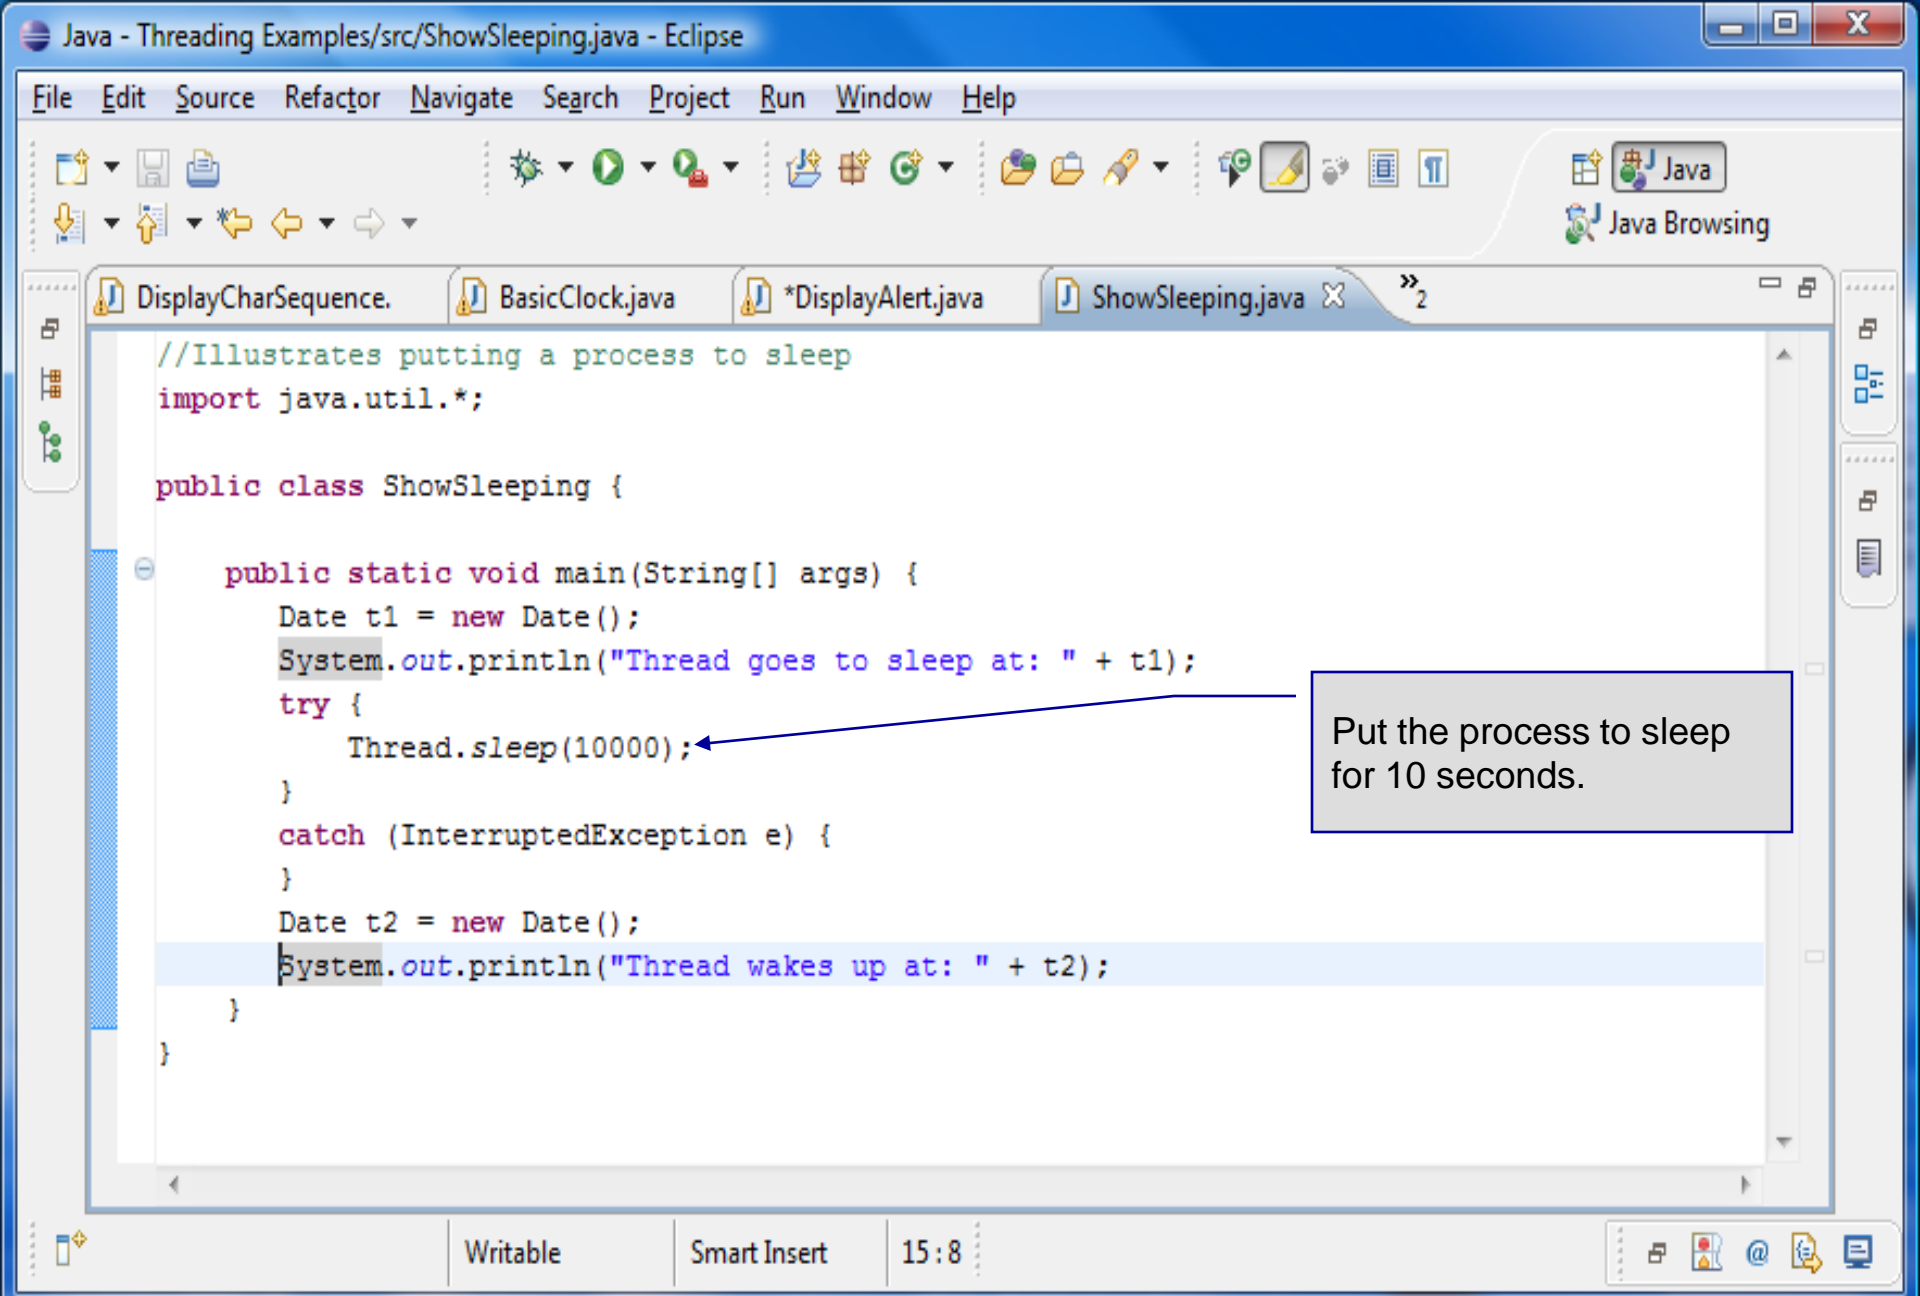 Java - Threading Examples/src/ShowSleeping.java - Eclipse
File Edit Source Refactor Navigate Search Project Run Window Help
Java
Java Browsing
DisplayCharSequence. BasicClock.java *DisplayAlert.java ShowSleeping.java »2
//Illustrates putting a process to sleep
import java.util.*;
public class ShowSleeping {
public static void main(String[] args) {
Date t1 = new Date();
System.out.println("Thread goes to sleep at: " + t1);
try {
Thread.sleep(10000);
}
catch (InterruptedException e) {
}
Date t2 = new Date();
System.out.println("Thread wakes up at: " + t2);
}
}
Put the process to sleep
for 10 seconds.
Writable Smart Insert 15 : 8